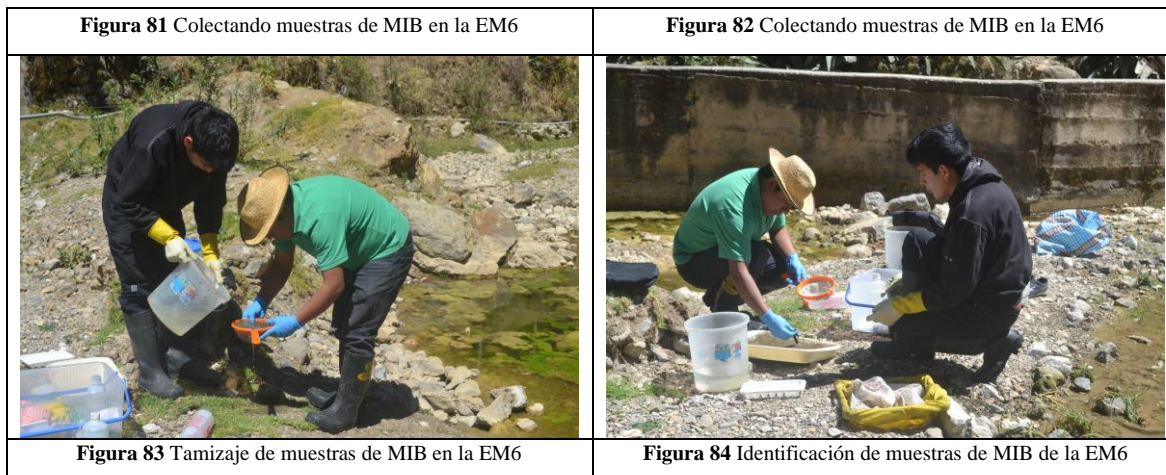 Figura 81 Colectando muestras de MIB en la EM6
Figura 82 Colectando muestras de MIB en la EM6
Figura 83 Tamizaje de muestras de MIB en la EM6
Figura 84 Identificación de muestras de MIB de la EM6